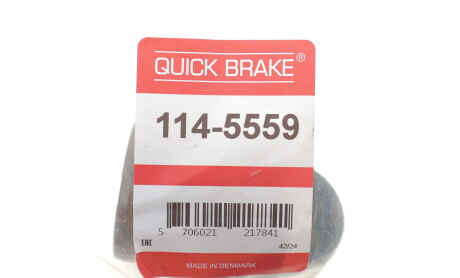 QUICK BRAKE®
114-5559
5 706021 217841
EAC 42/24
MADE IN DENMARK